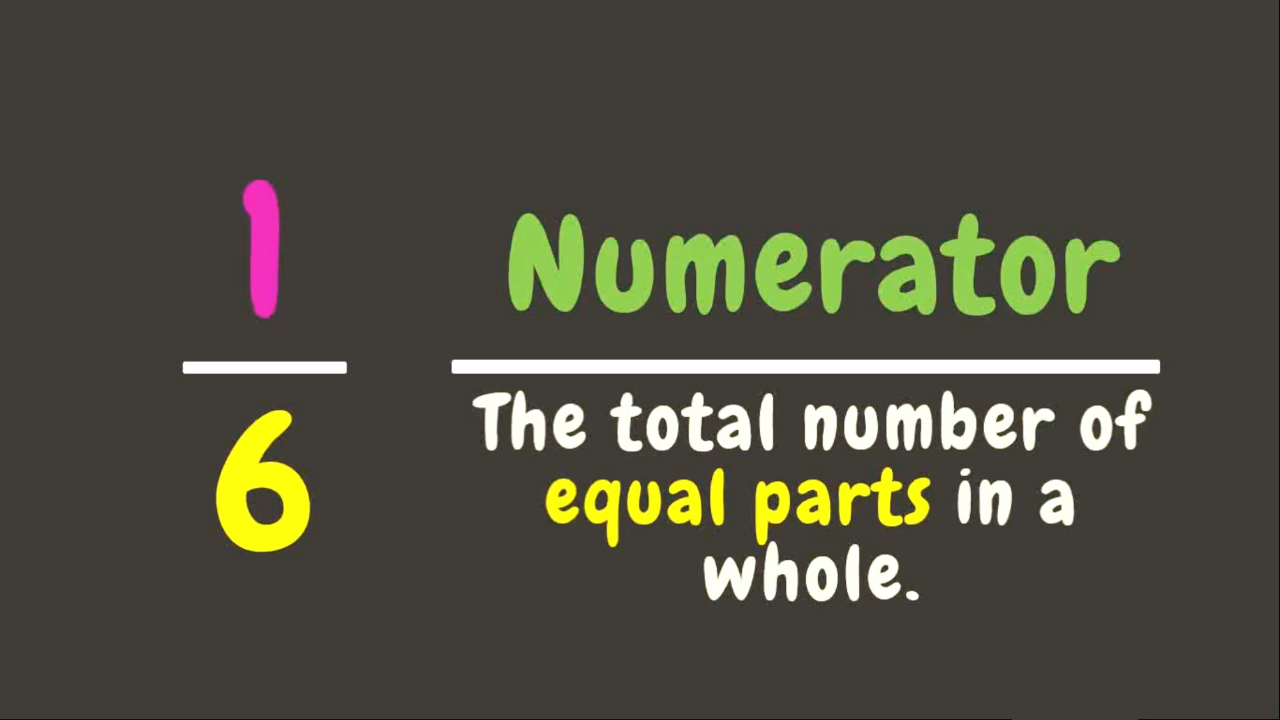 1
6
Numerator
The total number of
equal parts in a
whole.